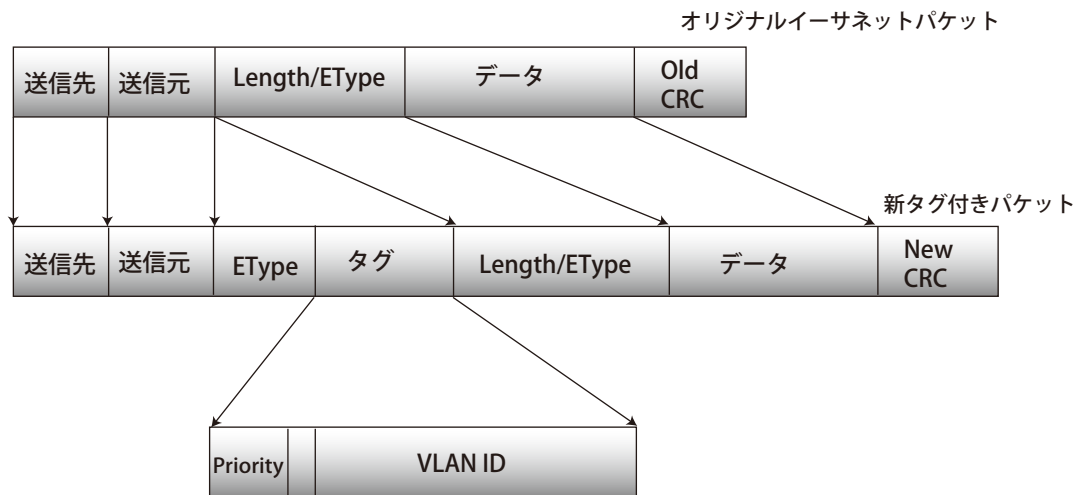 オリジナルイーサネットパケット
送信先 送信元 Length/EType データ Old CRC
新タグ付きパケット
送信先 送信元 EType タグ Length/EType データ New CRC
Priority VLAN ID